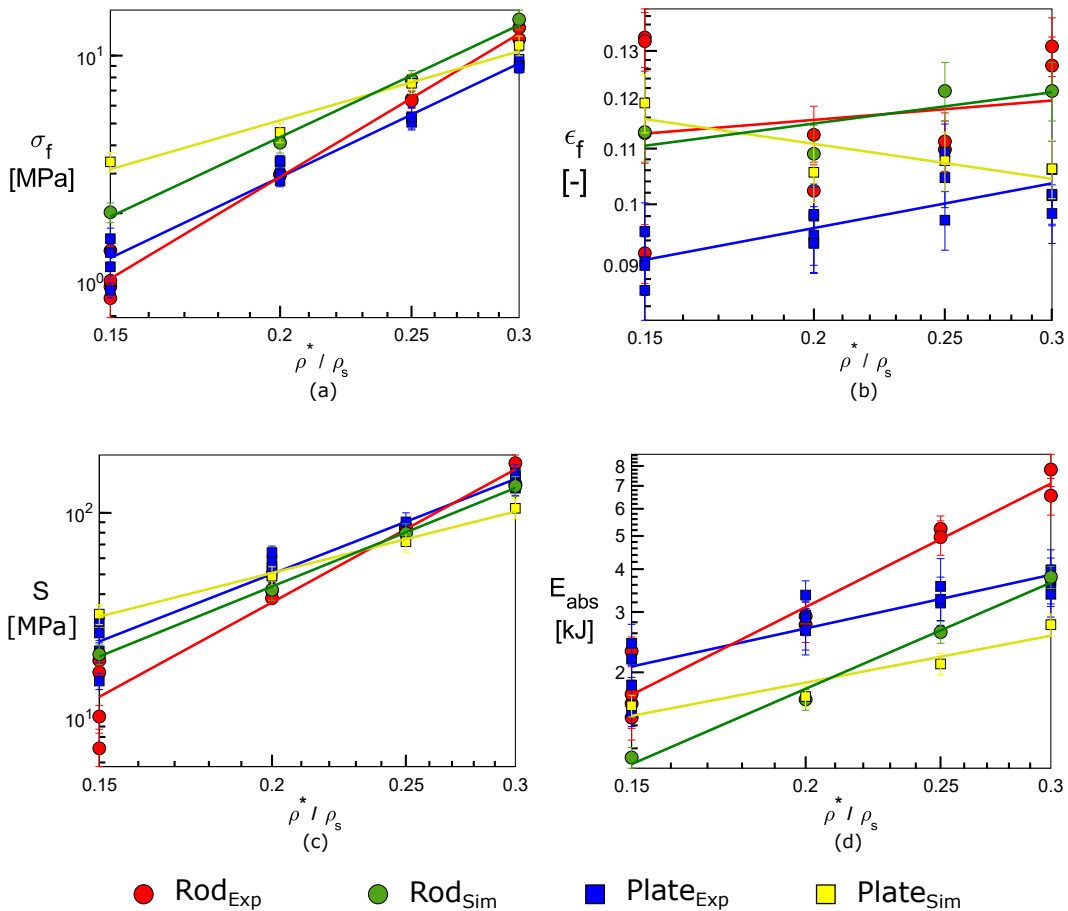 10¹
σf
[MPa]
10⁰
0.15 0.2 0.25 0.3
ρ* / ρs
(a)
0.13
0.12
ϵf
[-]
0.11
0.1
0.09
0.15 0.2 0.25 0.3
ρ* / ρs
(b)
10²
S
[MPa]
10¹
0.15 0.2 0.25 0.3
ρ* / ρs
(c)
8
7
6
5
4
Eabs
[kJ]
3
2
0.15 0.2 0.25 0.3
ρ* / ρs
(d)
RodExp RodSim PlateExp PlateSim